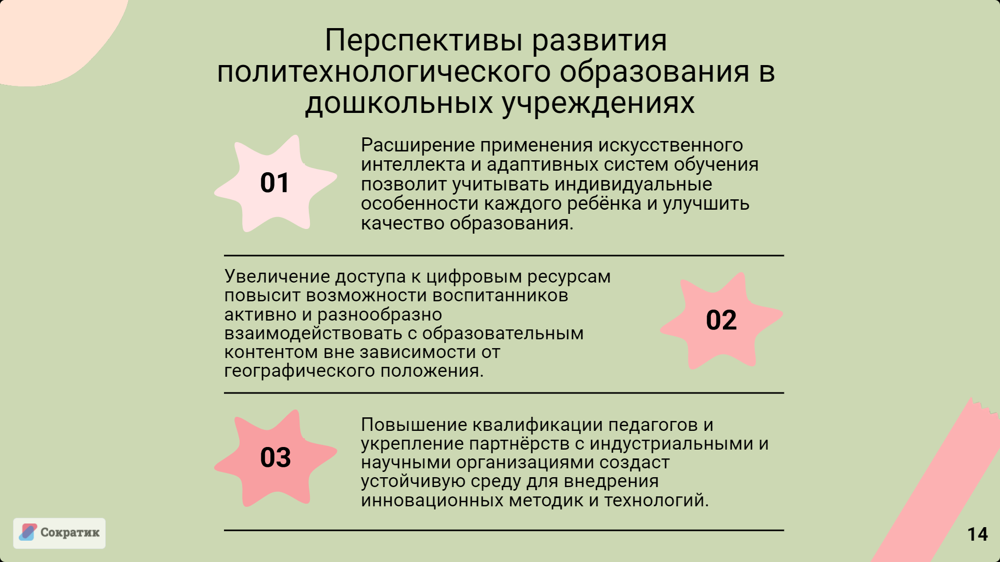 Перспективы развития
политехнологического образования в
дошкольных учреждениях
01
Расширение применения искусственного
интеллекта и адаптивных систем обучения
позволит учитывать индивидуальные
особенности каждого ребёнка и улучшить
качество образования.
Увеличение доступа к цифровым ресурсам
повысит возможности воспитанников
активно и разнообразно
взаимодействовать с образовательным
контентом вне зависимости от
географического положения.
02
03
Повышение квалификации педагогов и
укрепление партнёрств с индустриальными и
научными организациями создаст
устойчивую среду для внедрения
инновационных методик и технологий.
Сократик
14